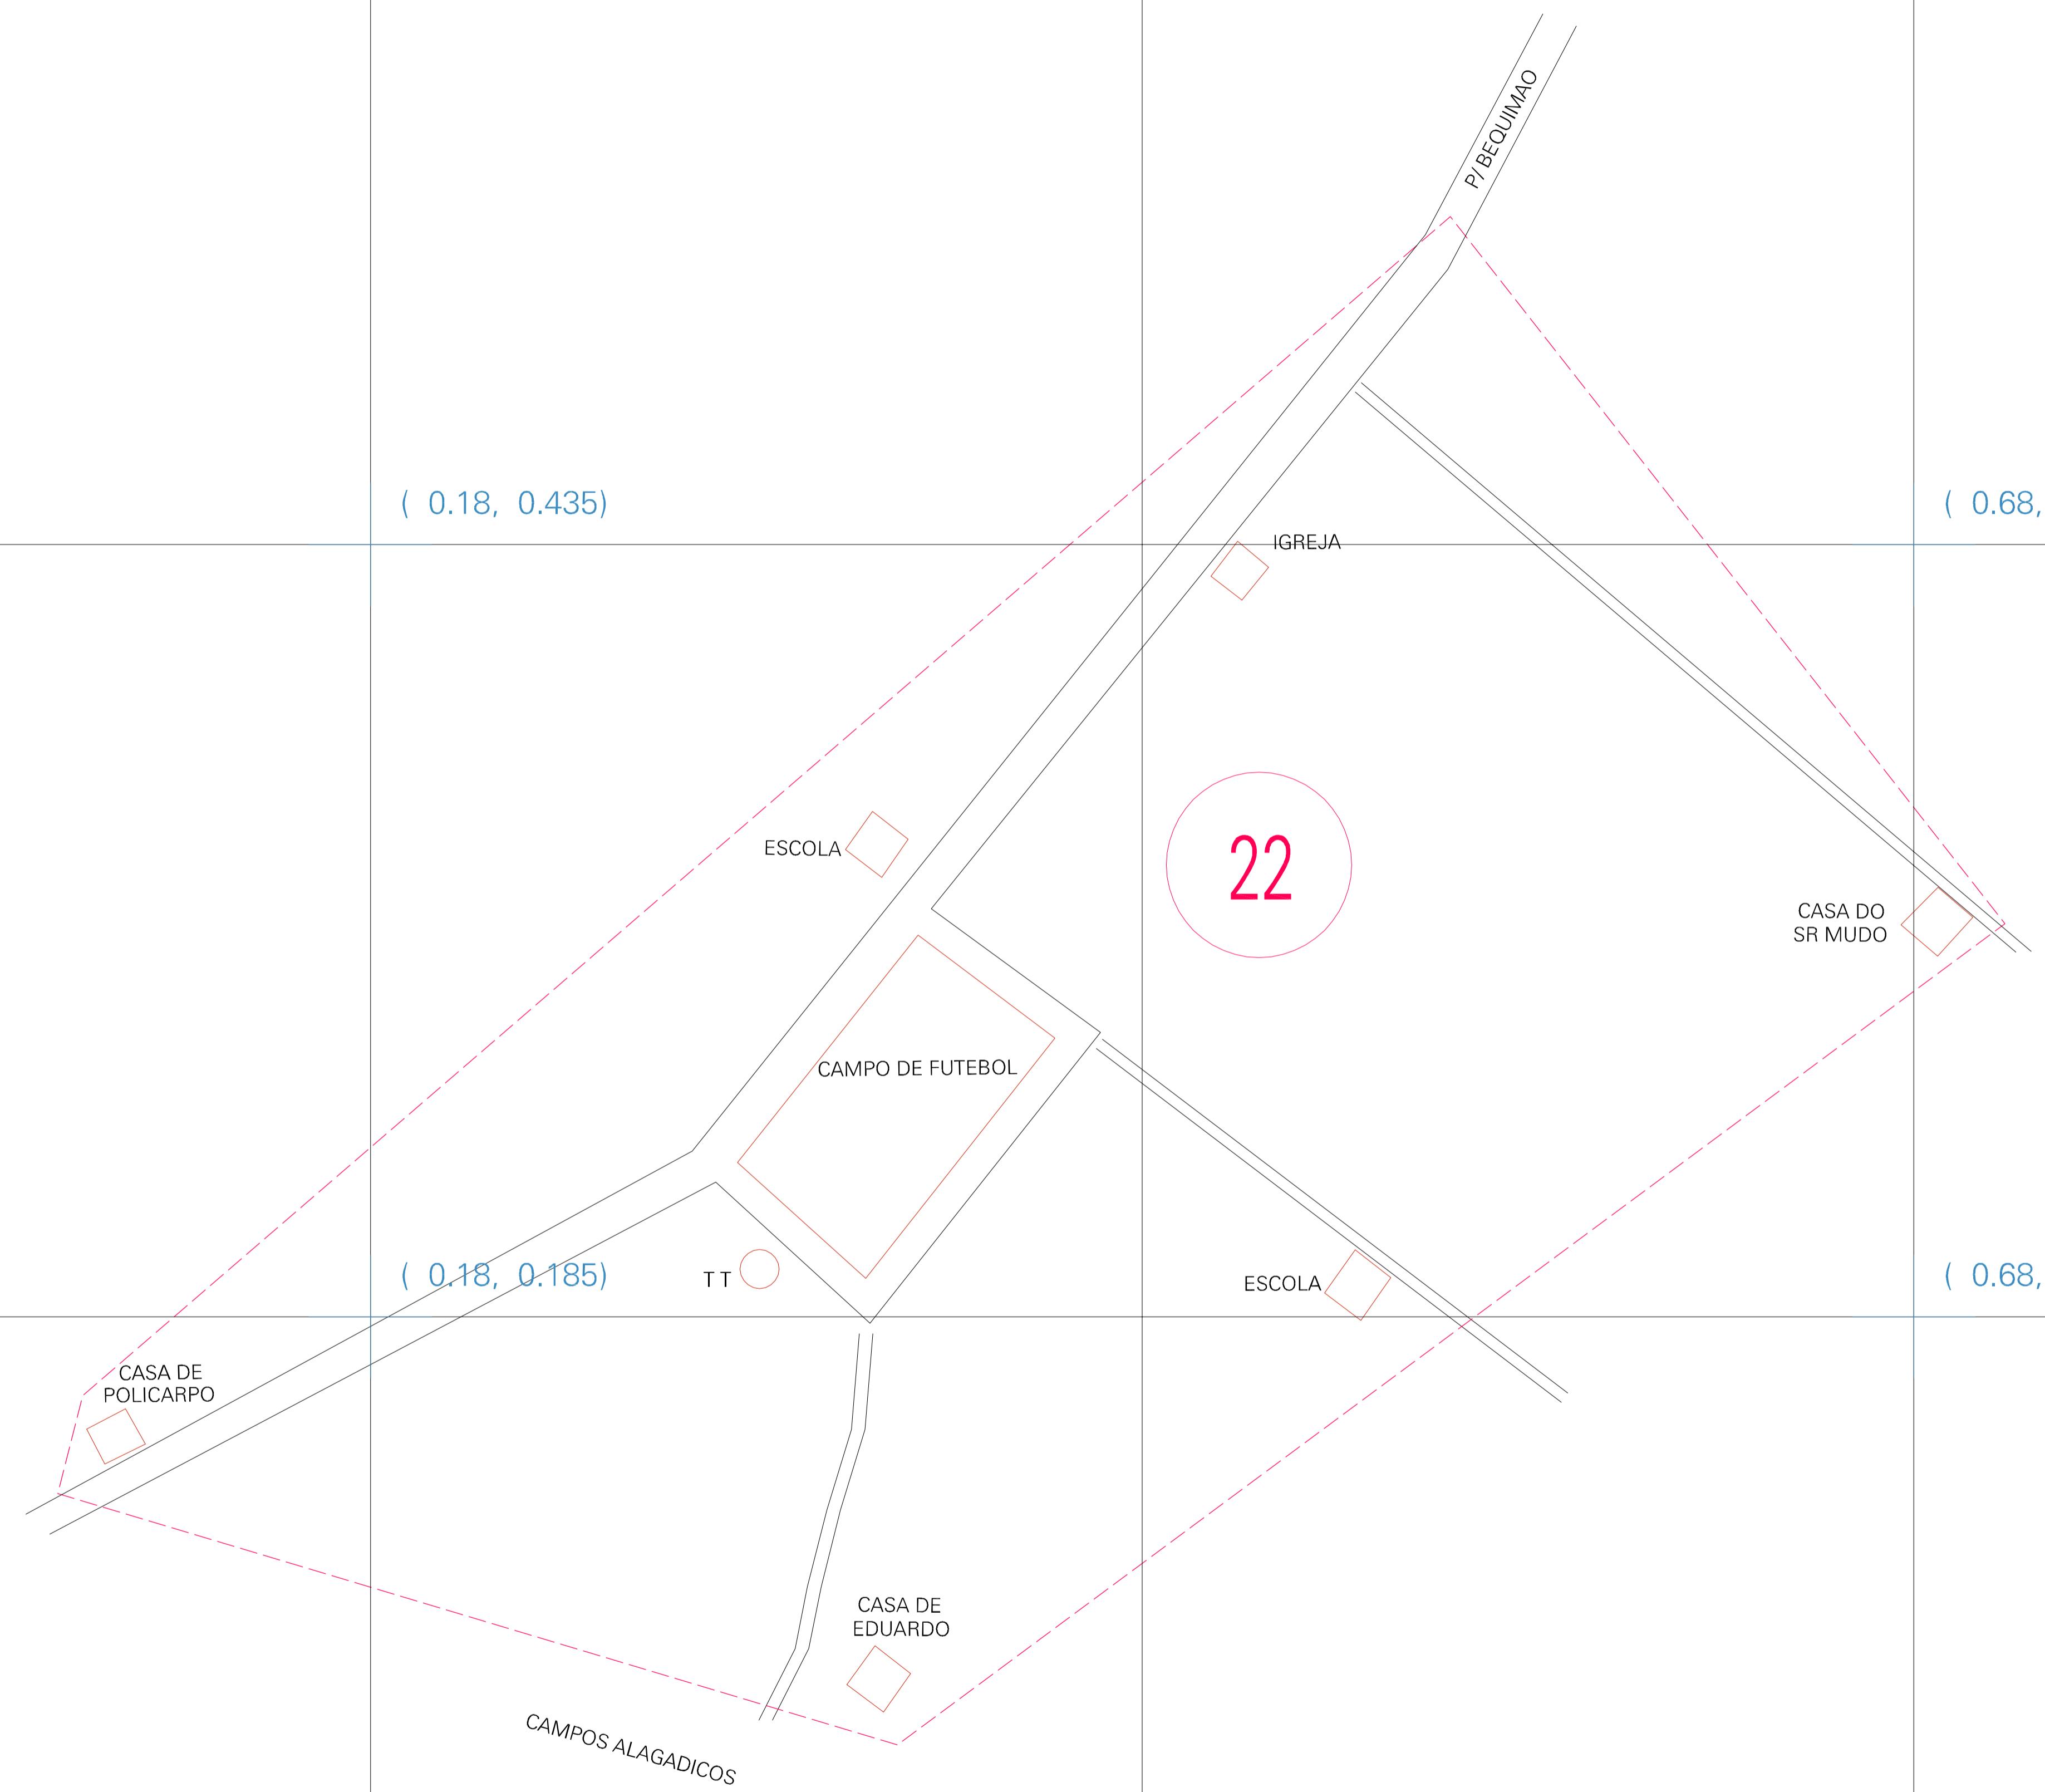 P/ BEQUIMAO
( 0.18, 0.435)
( 0.68,
IGREJA
ESCOLA
22
CASA DO
SR MUDO
CAMPO DE FUTEBOL
( 0.18, 0.185)
T T
ESCOLA
( 0.68,
CASA DE
POLICARPO
CASA DE
EDUARDO
CAMPOS ALAGADICOS